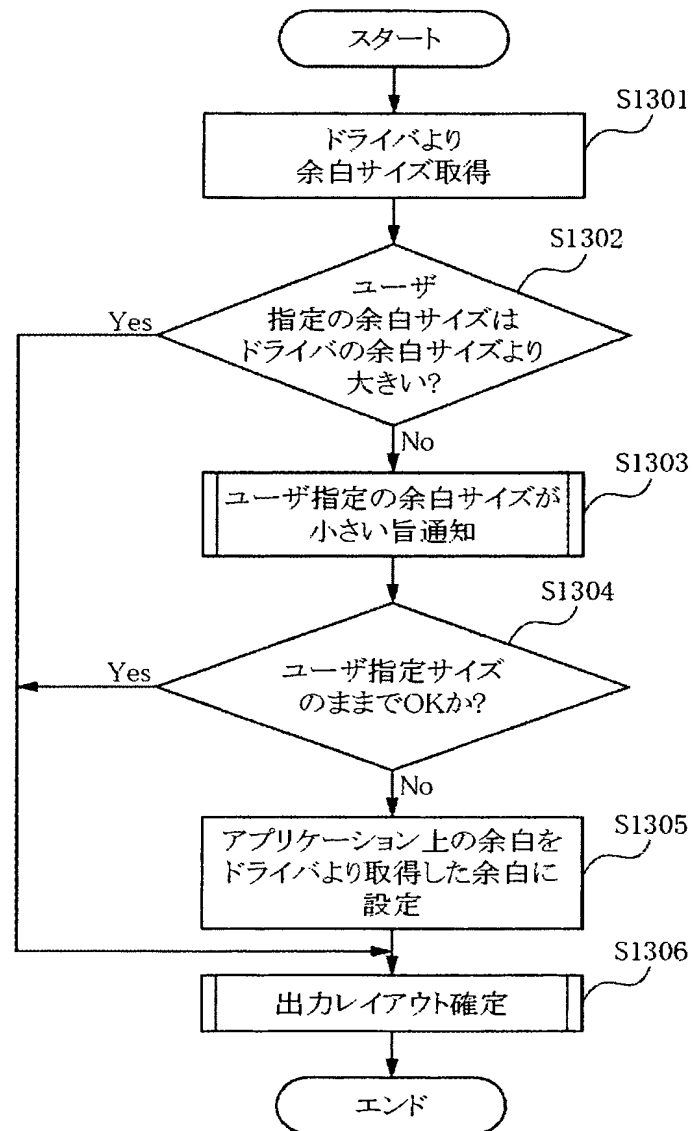 スタート
S1301
ドライバより
余白サイズ取得
S1302
ユーザ
指定の余白サイズは
ドライバの余白サイズより
大きい?
Yes
No
S1303
ユーザ指定の余白サイズが
小さい旨通知
S1304
ユーザ指定サイズ
のままでOKか?
Yes
No
S1305
アプリケーション上の余白を
ドライバより取得した余白に
設定
S1306
出力レイアウト確定
エンド